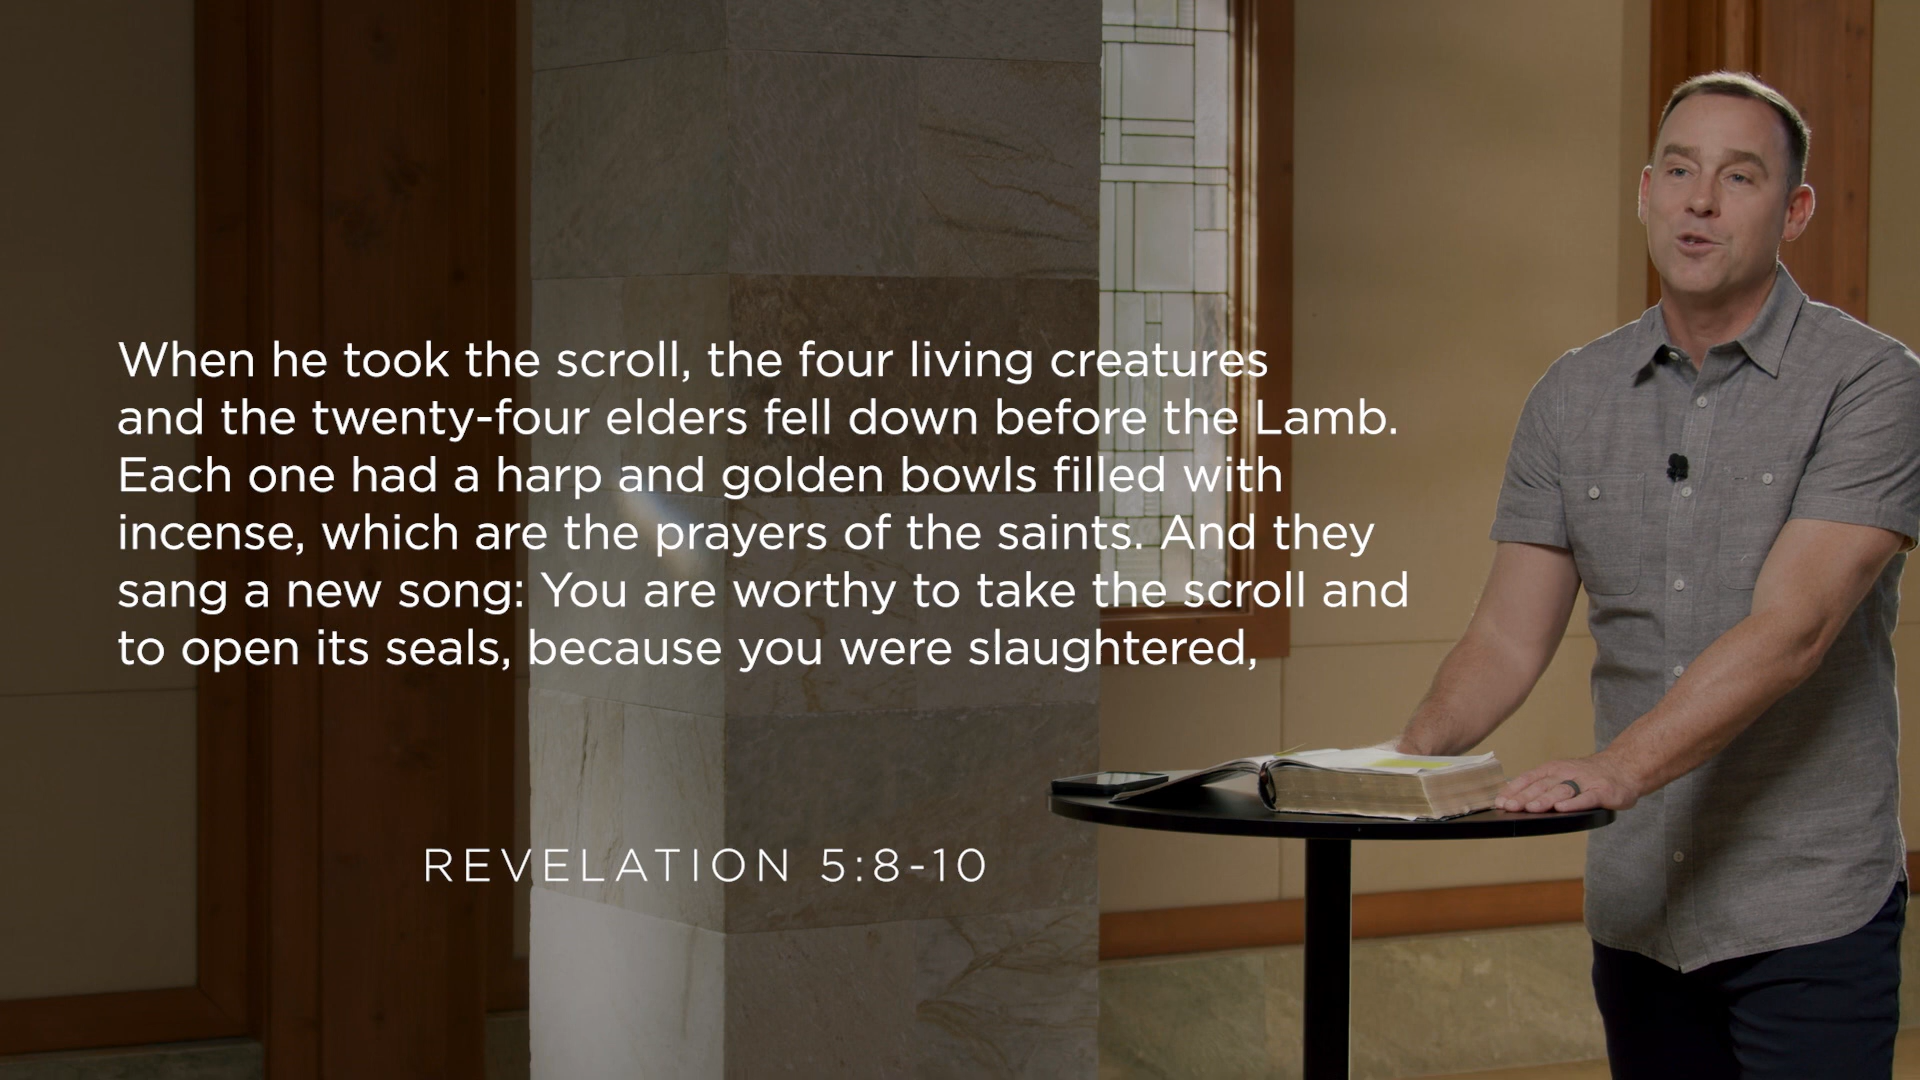 When he took the scroll, the four living creatures
and the twenty-four elders fell down before the Lamb.
Each one had a harp and golden bowls filled with
incense, which are the prayers of the saints. And they
sang a new song: You are worthy to take the scroll and
to open its seals, because you were slaughtered,
REVELATION 5:8-10